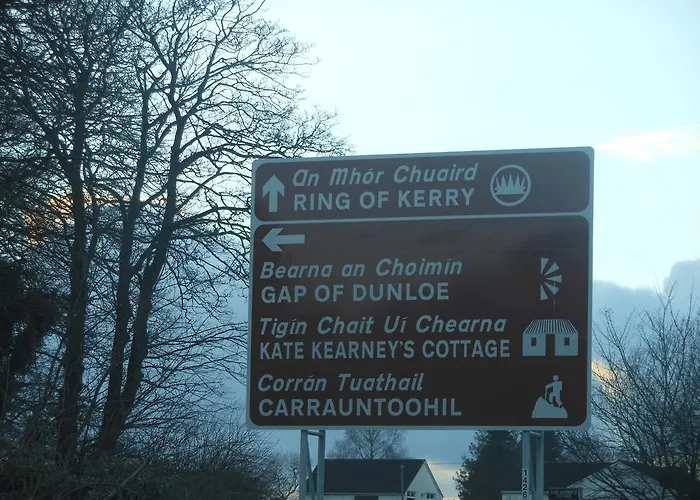 An Mhór Chuaird
RING OF KERRY
Bearna an Choimín
GAP OF DUNLOE
Tigín Chait Uí Chearna
KATE KEARNEY'S COTTAGE
Corrán Tuathail
CARRAUNTOOHIL
1426